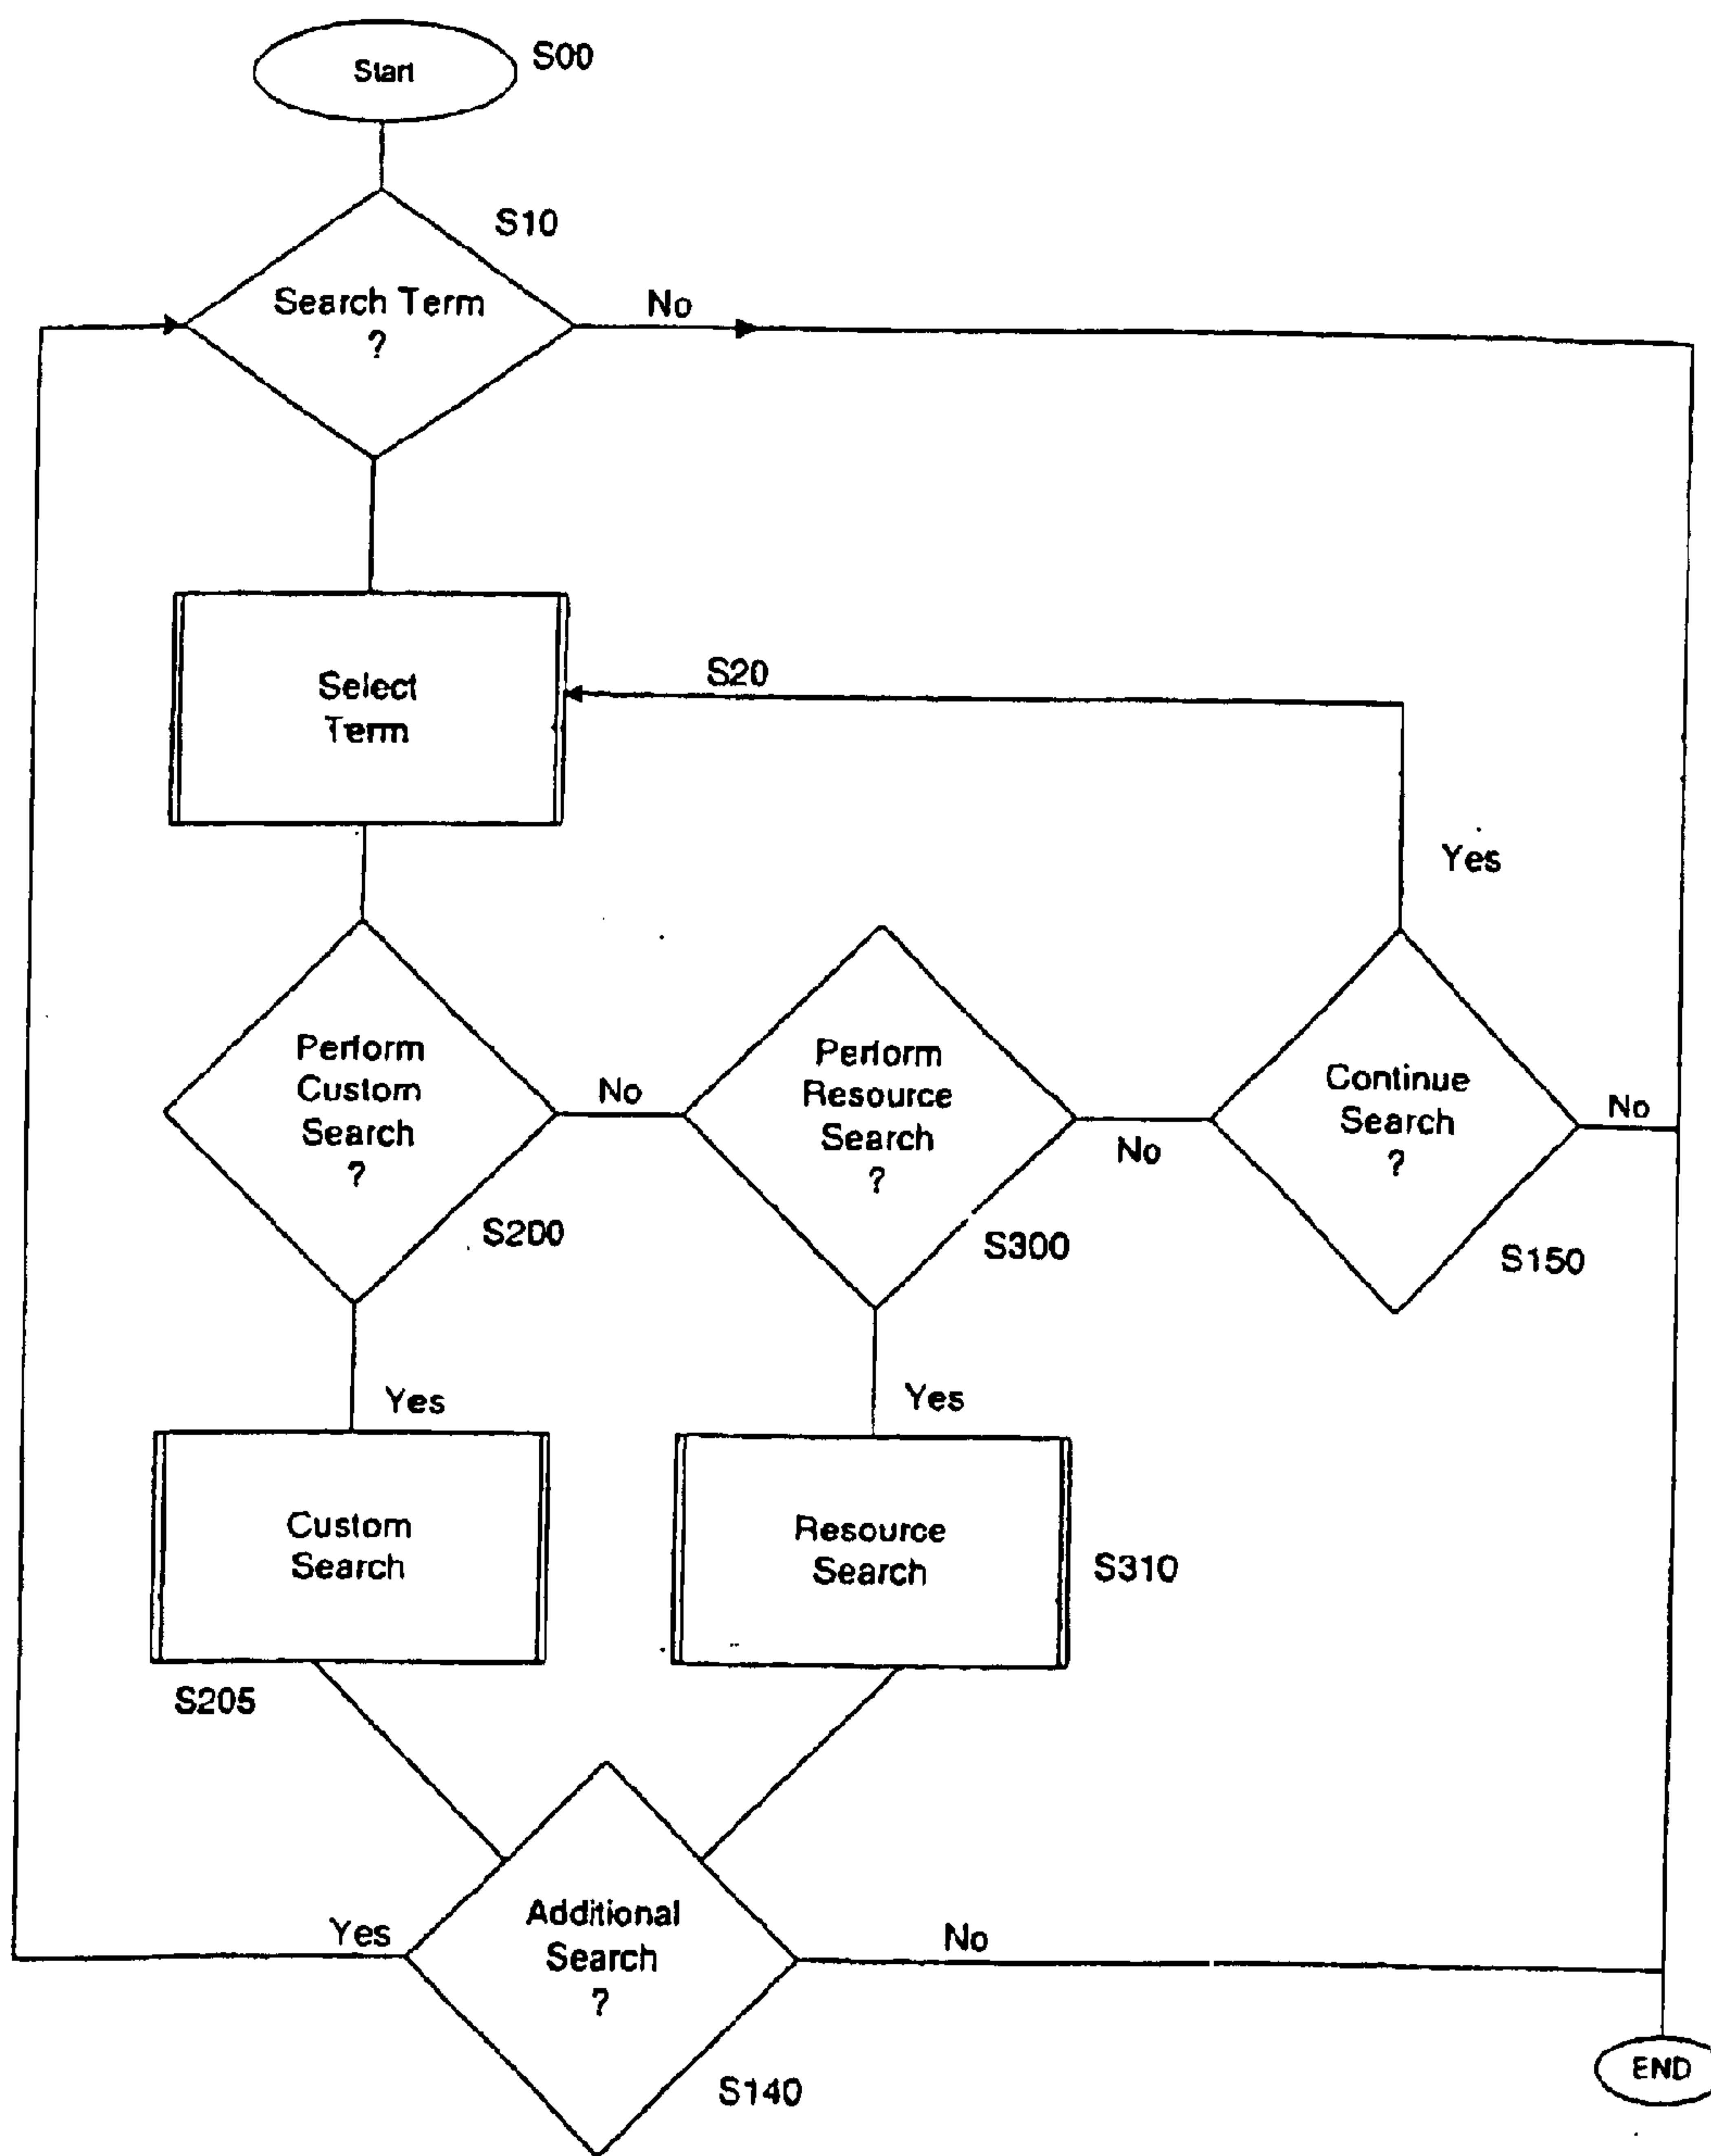 Start
S00
S10
Search Term
?
No
Select
Term
S20
Yes
Perform
Custom
Search
?
No
S200
Perform
Resource
Search
?
No
S300
Continue
Search
?
No
S150
Yes
Yes
Custom
Search
S205
Resource
Search
S310
Additional
Search
?
Yes
No
S140
END